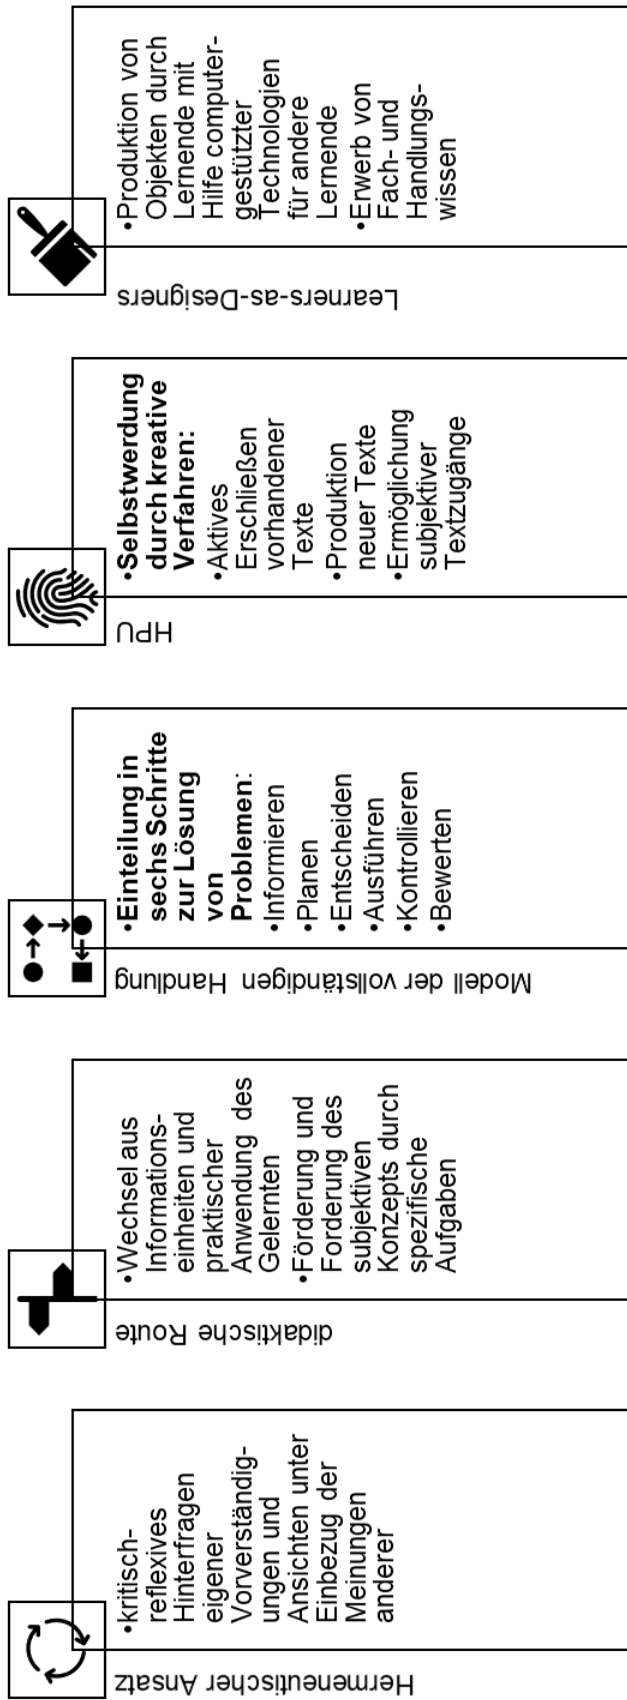 Hermeneutischer Ansatz
•kritisch-
reflexives
Hinterfragen
eigener
Vorverständig-
ungen und
Ansichten unter
Einbezug der
Meinungen
anderer
didaktische Route
•Wechsel aus
Informations-
einheiten und
praktischer
Anwendung des
Gelernten
•Förderung und
Forderung des
subjektiven
Konzepts durch
spezifische
Aufgaben
Modell der vollständigen Handlung
•Einteilung in
sechs Schritte
zur Lösung
von
Problemen:
•Informieren
•Planen
•Entscheiden
•Ausführen
•Kontrollieren
•Bewerten
HPU
•Selbstwerdung
durch kreative
Verfahren:
•Aktives
Erschließen
vorhandener
Texte
•Produktion
neuer Texte
•Ermöglichung
subjektiver
Textzugänge
Learners-as-Designers
•Produktion von
Objekten durch
Lernende mit
Hilfe computer-
gestützter
Technologien
für andere
Lernende
•Erwerb von
Fach- und
Handlungs-
wissen